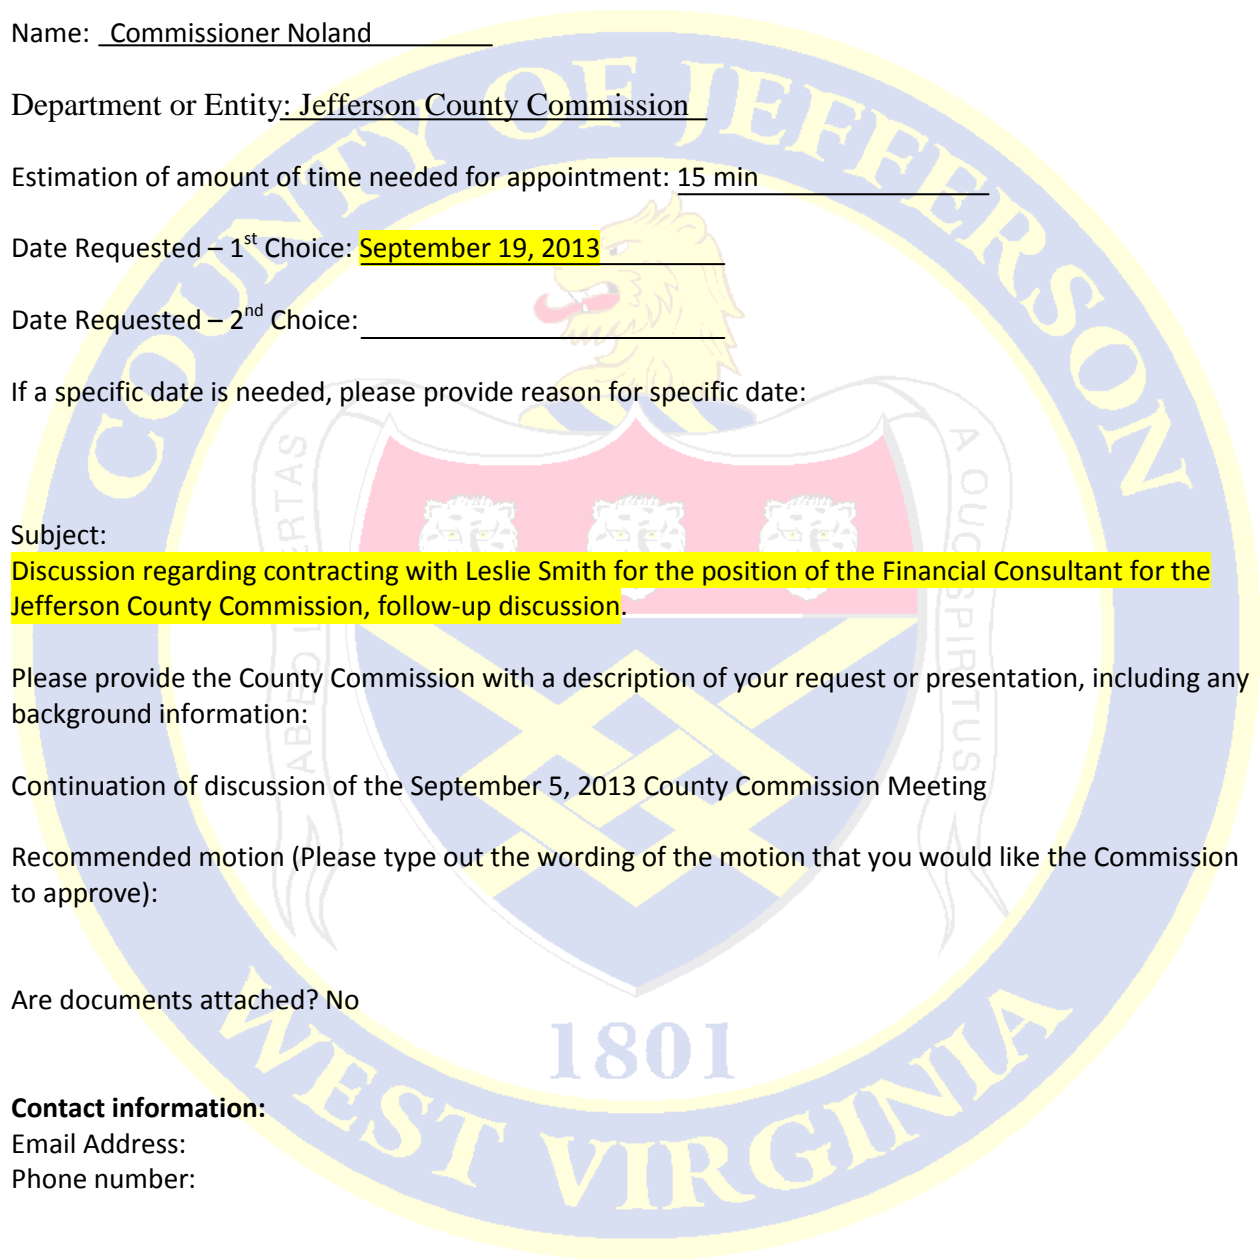 Name: Commissioner Noland
Department or Entity: Jefferson County Commission
Estimation of amount of time needed for appointment: 15 min
Date Requested – 1st Choice: September 19, 2013
Date Requested – 2nd Choice:
If a specific date is needed, please provide reason for specific date:
Subject:
Discussion regarding contracting with Leslie Smith for the position of the Financial Consultant for the
Jefferson County Commission, follow-up discussion.
Please provide the County Commission with a description of your request or presentation, including any
background information:
Continuation of discussion of the September 5, 2013 County Commission Meeting
Recommended motion (Please type out the wording of the motion that you would like the Commission
to approve):
Are documents attached? No
Contact information:
Email Address:
Phone number:
COUNTY OF JEFFERSON
A QUO SPIRITUS
1801
WEST VIRGINIA